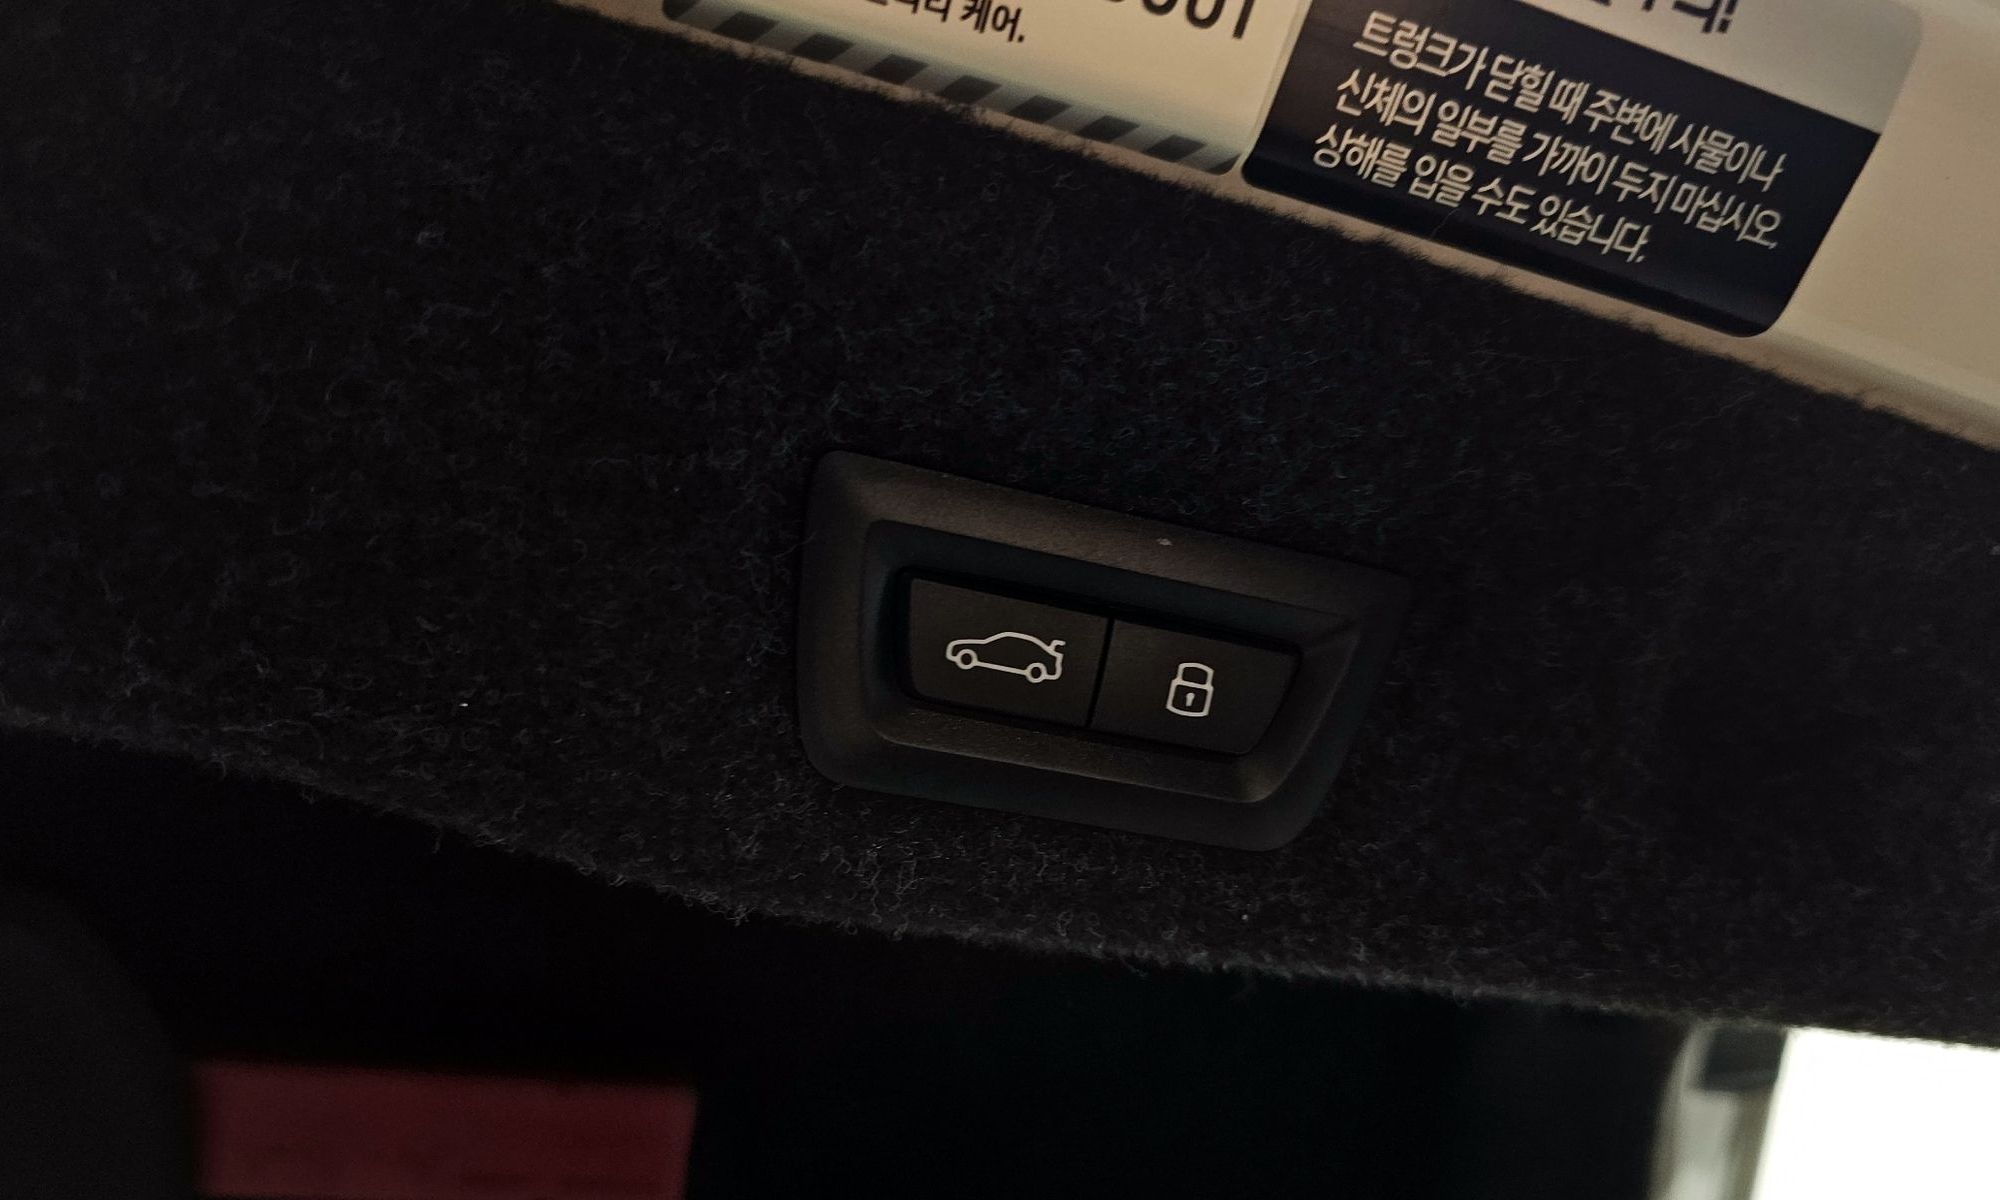 케어.
트렁크가 닫힐 때 주변에 사물이나
신체의 일부를 가까이 두지 마십시오,
상해를 입을 수도 있습니다.